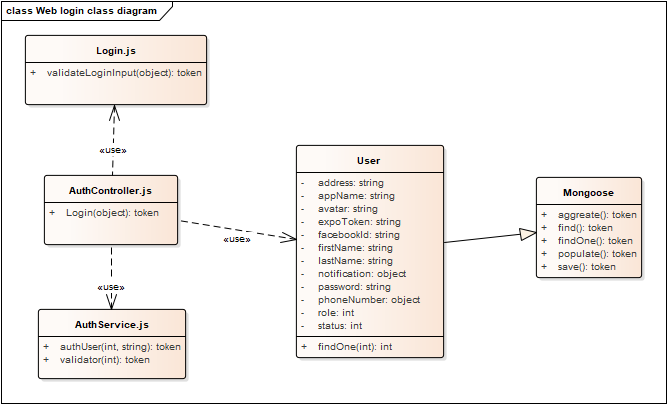 class Web login class diagram
Login.js
+ validateLoginInput(object): token
«use»
AuthController.js
+ Login(object): token
«use»
«use»
AuthService.js
+ authUser(int, string): token
+ validator(int): token
User
- address: string
- appName: string
- avatar: string
- expoToken: string
- facebookId: string
- firstName: string
- lastName: string
- notification: object
- password: string
- phoneNumber: object
- role: int
- status: int
+ findOne(int): int
Mongoose
+ aggreate(): token
+ find(): token
+ findOne(): token
+ populate(): token
+ save(): token